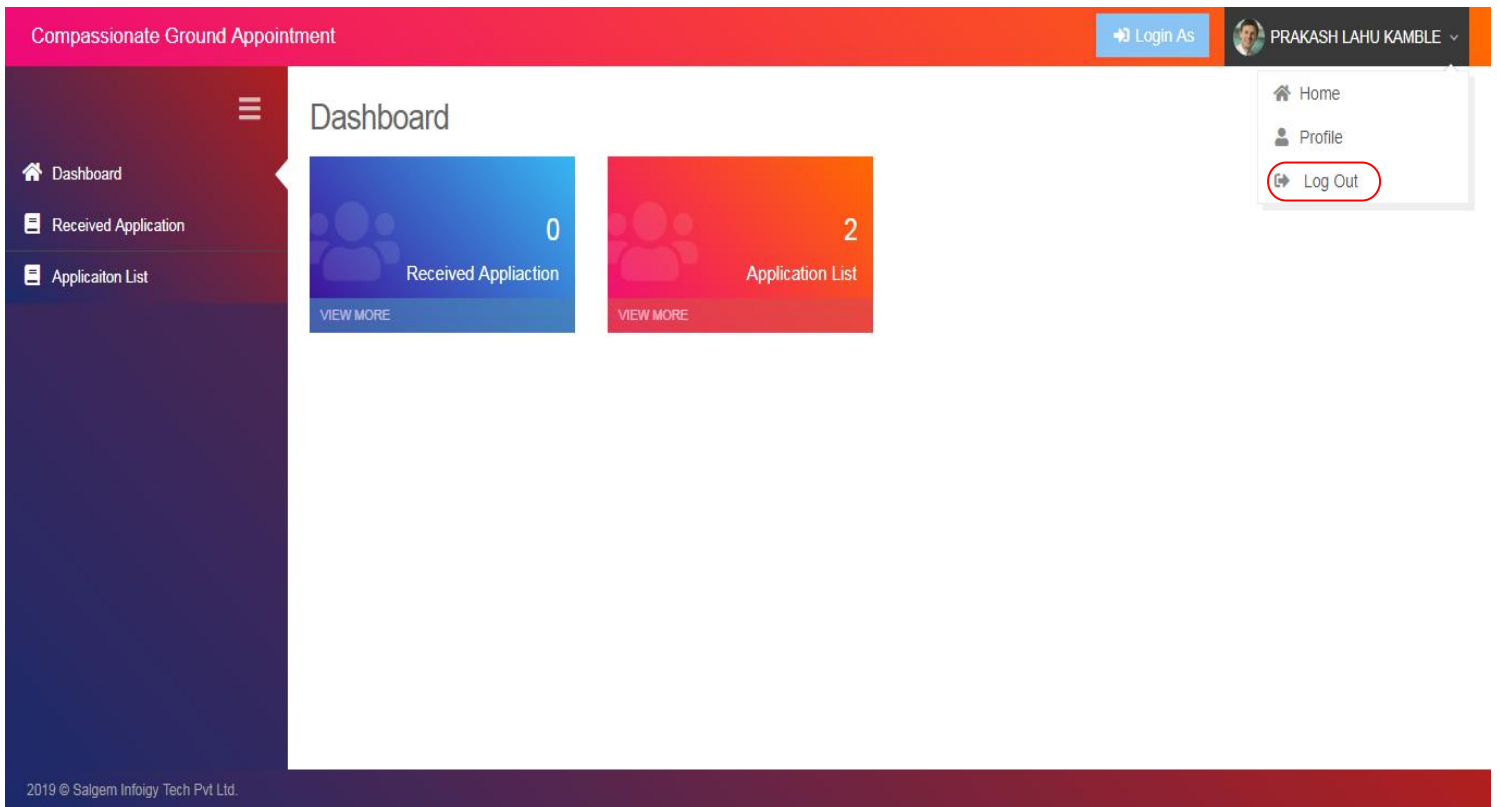 Compassionate Ground Appointment
Login As
PRAKASH LAHU KAMBLE
Home
Profile
Log Out
Dashboard
Received Application
Applicaiton List
Dashboard
0
Received Appliaction
VIEW MORE
2
Application List
VIEW MORE
2019 © Salgem Infoigy Tech Pvt Ltd.